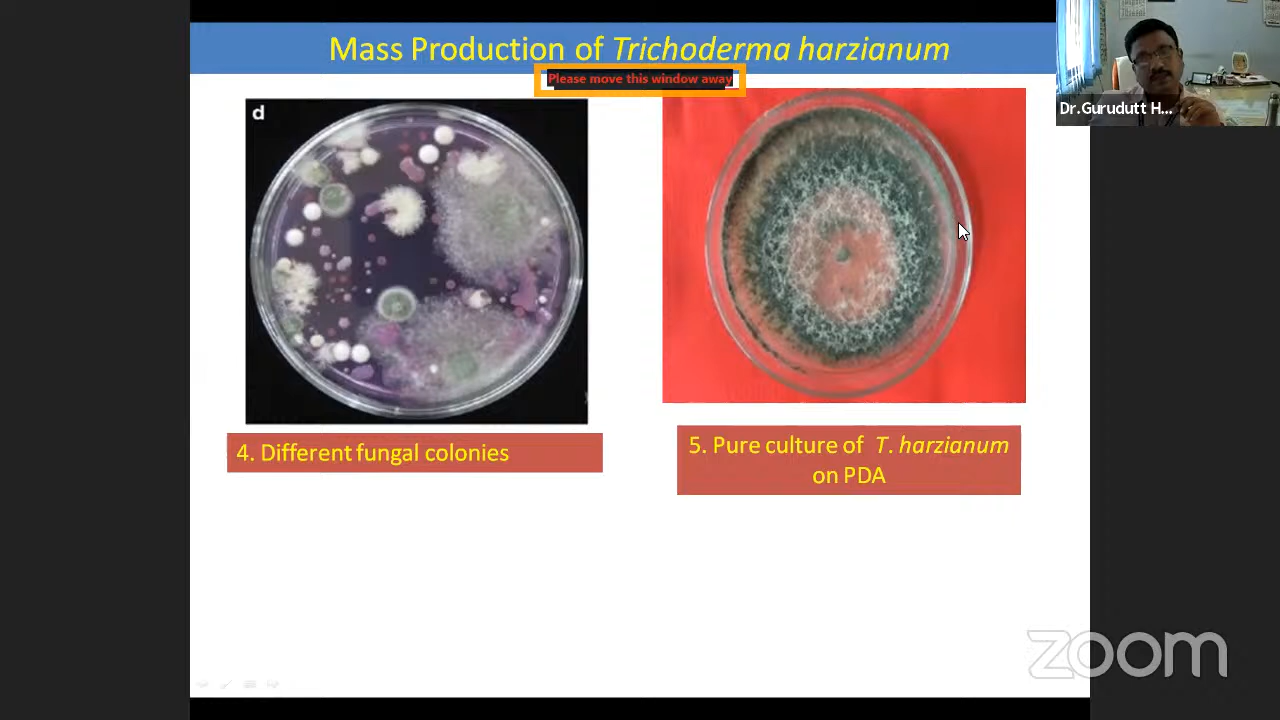 Mass Production of Trichoderma harzianum
Please move this window away
Dr.Gurudutt H...
d
4. Different fungal colonies
5. Pure culture of T. harzianum
on PDA
zoom